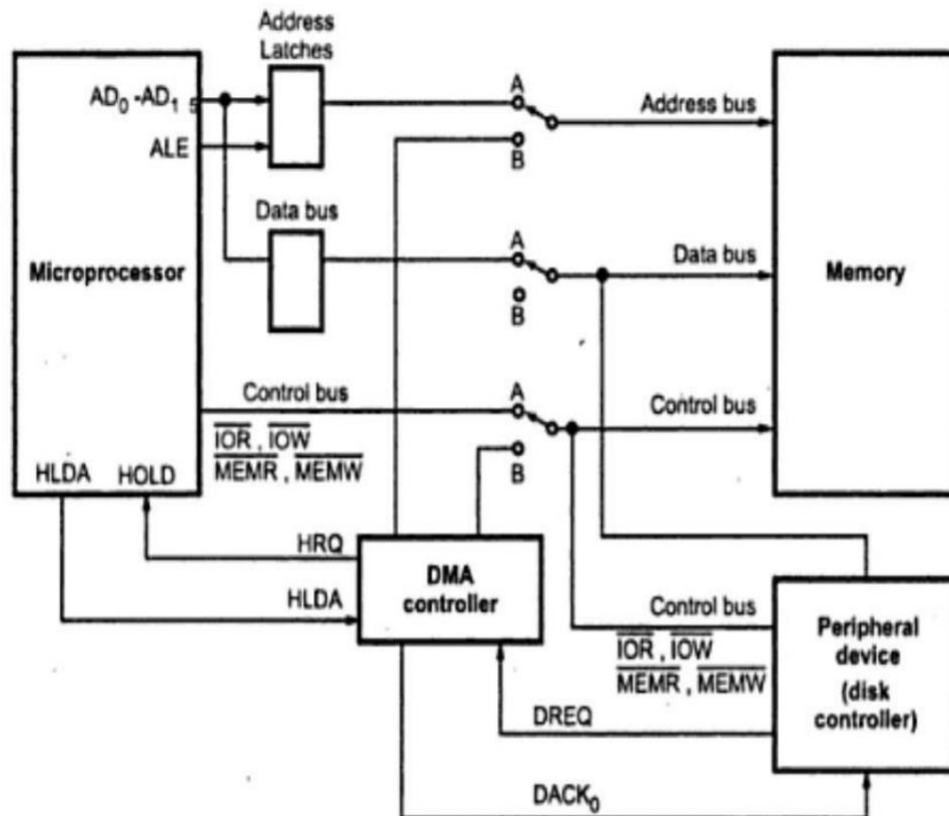 Address
Latches
AD0 -AD1 5
ALE
A
B
Address bus
Data bus
Microprocessor
A
B
Data bus
Memory
Control bus
IOR , IOW
MEMR , MEMW
A
B
Control bus
HLDA HOLD
HRQ
HLDA
DMA
controller
Control bus
IOR , IOW
MEMR , MEMW
Peripheral
device
(disk
controller)
DREQ
DACK0